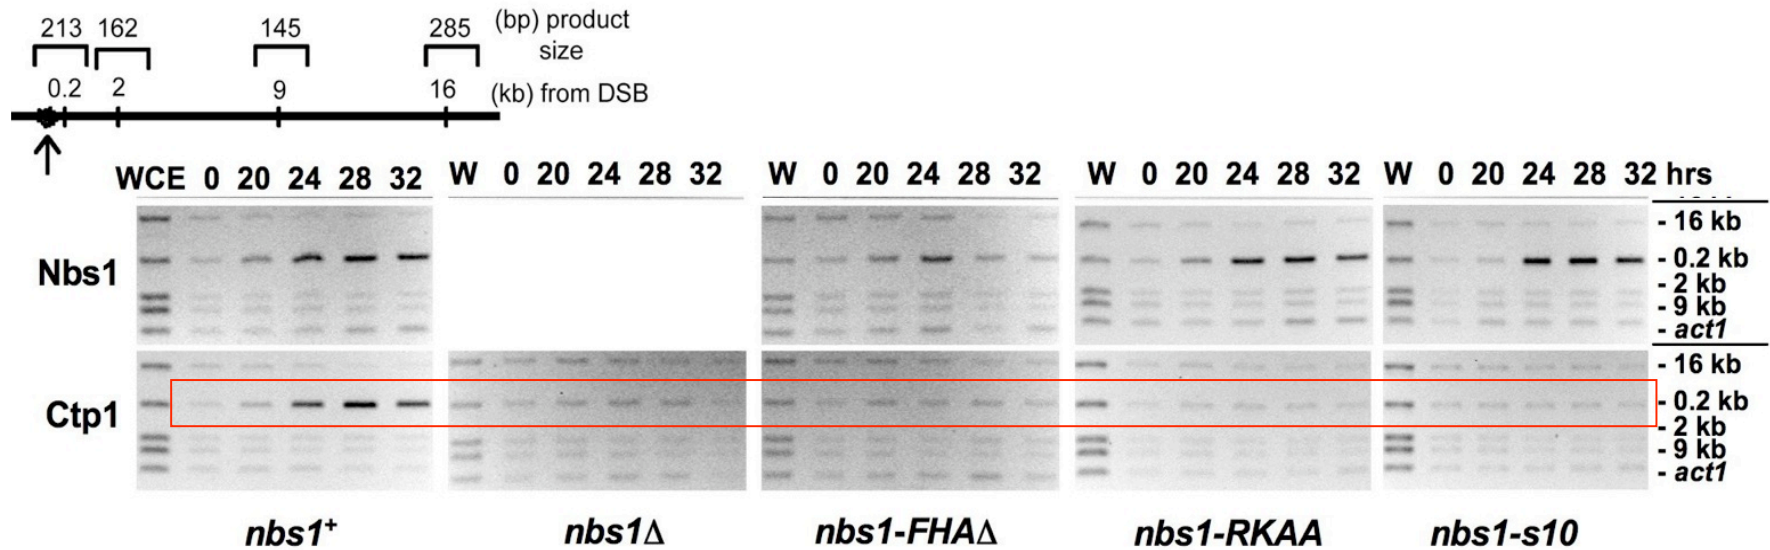 213 162 145 285 (bp) product
size
0.2 2 9 16 (kb) from DSB
WCE 0 20 24 28 32 W 0 20 24 28 32 W 0 20 24 28 32 W 0 20 24 28 32 W 0 20 24 28 32 hrs
- 16 kb
Nbs1 - 0.2 kb
- 2 kb
- 9 kb
- act1
- 16 kb
Ctp1 - 0.2 kb
- 2 kb
- 9 kb
- act1
nbs1+ nbs1Δ nbs1-FHAΔ nbs1-RKAA nbs1-s10